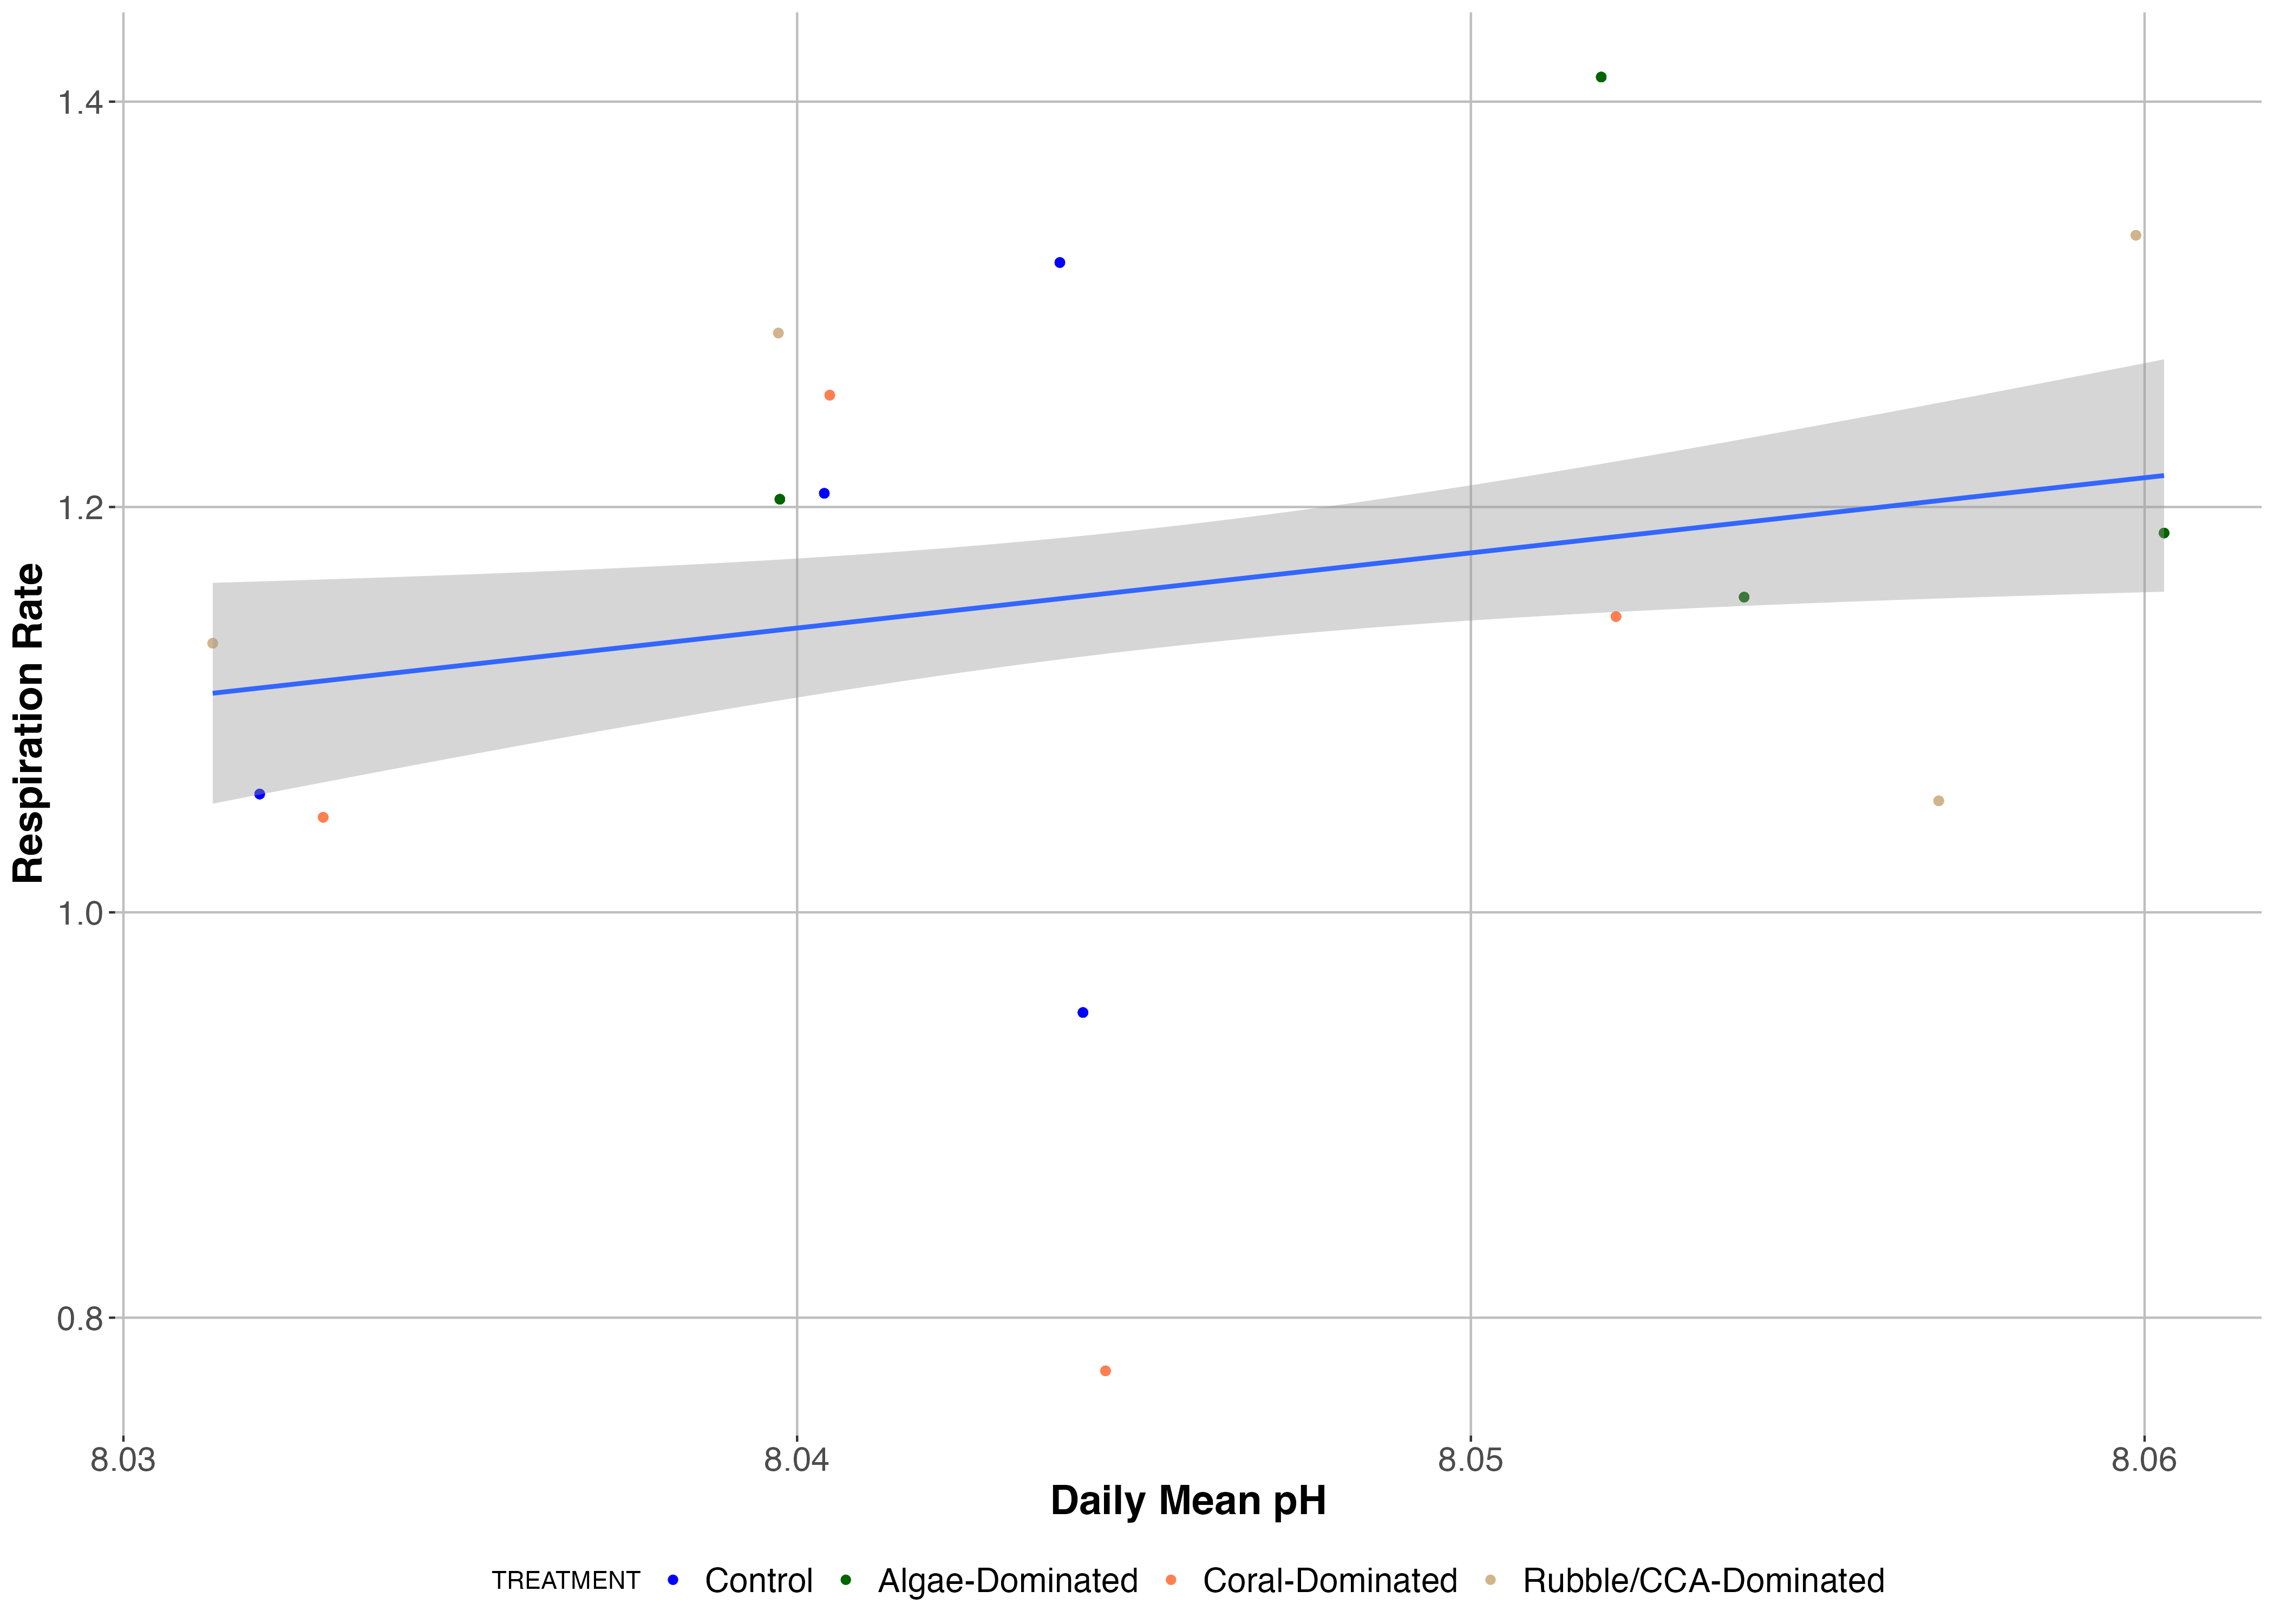 Respiration Rate
1.4
1.2
1.0
0.8
8.03 8.04 8.05 8.06
Daily Mean pH
TREATMENT Control Algae-Dominated Coral-Dominated Rubble/CCA-Dominated